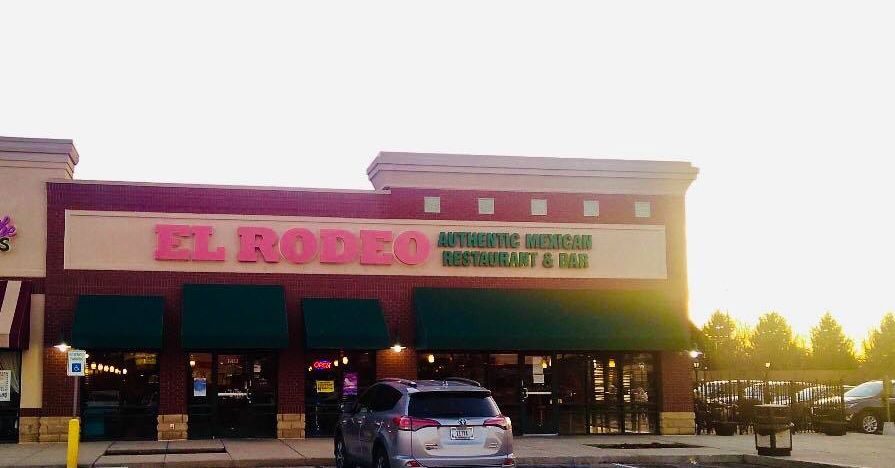 EL RODEO
AUTHENTIC MEXICAN
RESTAURANT & BAR
OPEN